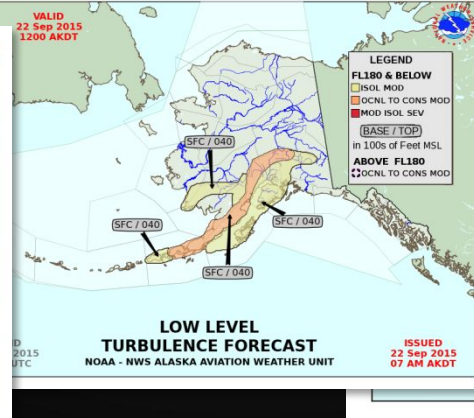 VALID
22 Sep 2015
1200 AKDT
LEGEND
FL180 & BELOW
ISOL MOD
OCNL TO CONS MOD
MOD ISOL SEV
BASE / TOP
in 100s of Feet MSL
ABOVE FL180
OCNL TO CONS MOD
SFC / 040
SFC / 040
SFC / 040
SFC / 040
LOW LEVEL
TURBULENCE FORECAST
NOAA - NWS ALASKA AVIATION WEATHER UNIT
D
2015
UTC
ISSUED
22 Sep 2015
07 AM AKDT